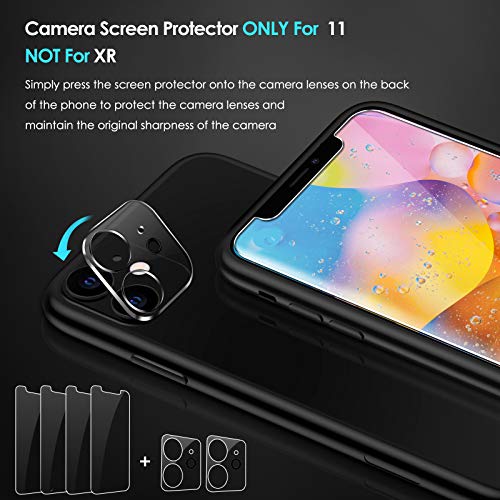 Camera Screen Protector ONLY For 11
NOT For XR
Simply press the screen protector onto the camera lenses on the back
of the phone to protect the camera lenses and
maintain the original sharpness of the camera
+